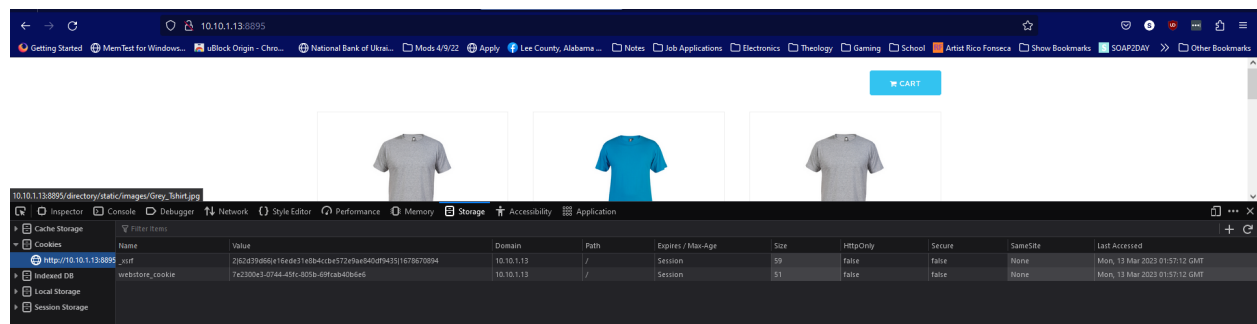 10.10.1.13:8895
Getting Started MemTest for Windows... uBlock Origin - Chro... National Bank of Ukrai... Mods 4/9/22 Apply Lee County, Alabama ... Notes Job Applications Electronics Theology Gaming School Artist Rico Fonseca Show Bookmarks SOAP2DAY Other Bookmarks
CART
10.10.1.13:8895/directory/static/images/Grey_Tshirt.jpg
Inspector Console Debugger Network Style Editor Performance Memory Storage Accessibility Application
Cache Storage Filter Items
Cookies Name Value Domain Path Expires / Max-Age Size HttpOnly Secure SameSite Last Accessed
http://10.10.1.13:8895 _xsrf 2|62d39d66|e16ede31e8b4ccbe572e9ae840df9435|1678670894 10.10.1.13 / Session 59 false false None Mon, 13 Mar 2023 01:57:12 GMT
Indexed DB webstore_cookie 7e2300e3-0744-45fc-805b-69fcab40b6e6 10.10.1.13 / Session 51 false false None Mon, 13 Mar 2023 01:57:12 GMT
Local Storage
Session Storage